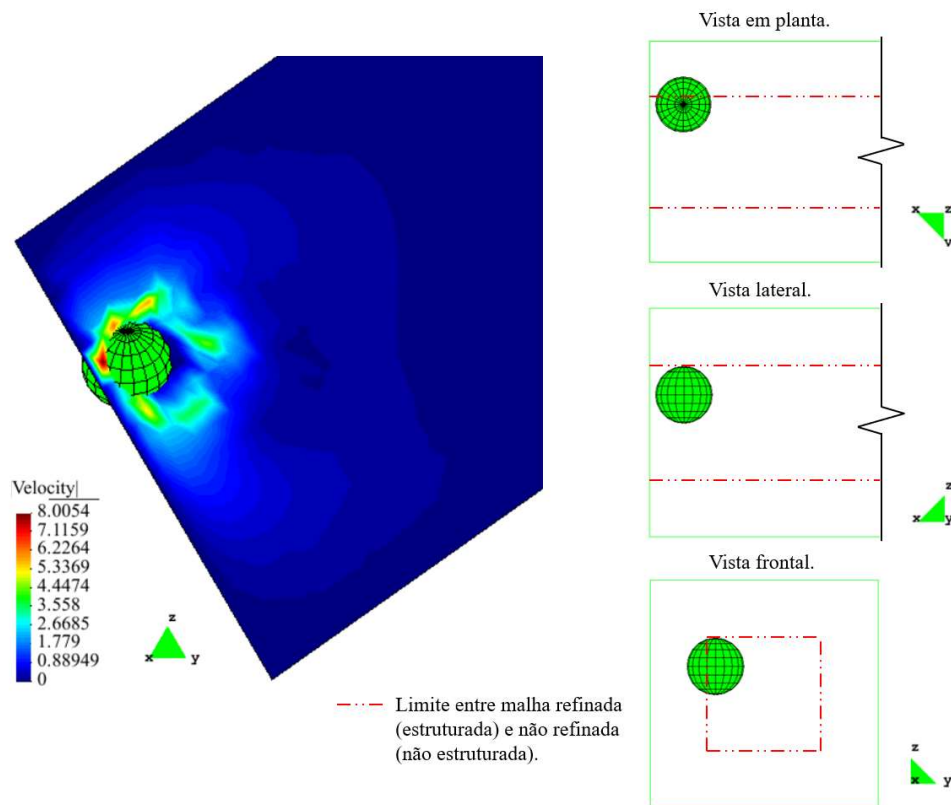 Vista em planta.
x z
v
Vista lateral.
z
x y
Vista frontal.
z
x y
Velocity|
8.0054
7.1159
6.2264
5.3369
4.4474
3.558
2.6685
1.779
0.88949
0
z
x y
Limite entre malha refinada
(estruturada) e não refinada
(não estruturada).